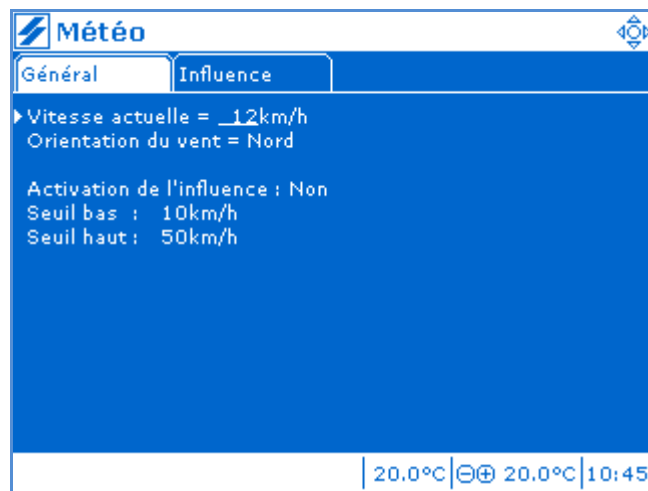 Météo
Général Influence
Vitesse actuelle = _12km/h
Orientation du vent = Nord
Activation de l'influence : Non
Seuil bas : 10km/h
Seuil haut : 50km/h
20.0°C 20.0°C 10:45